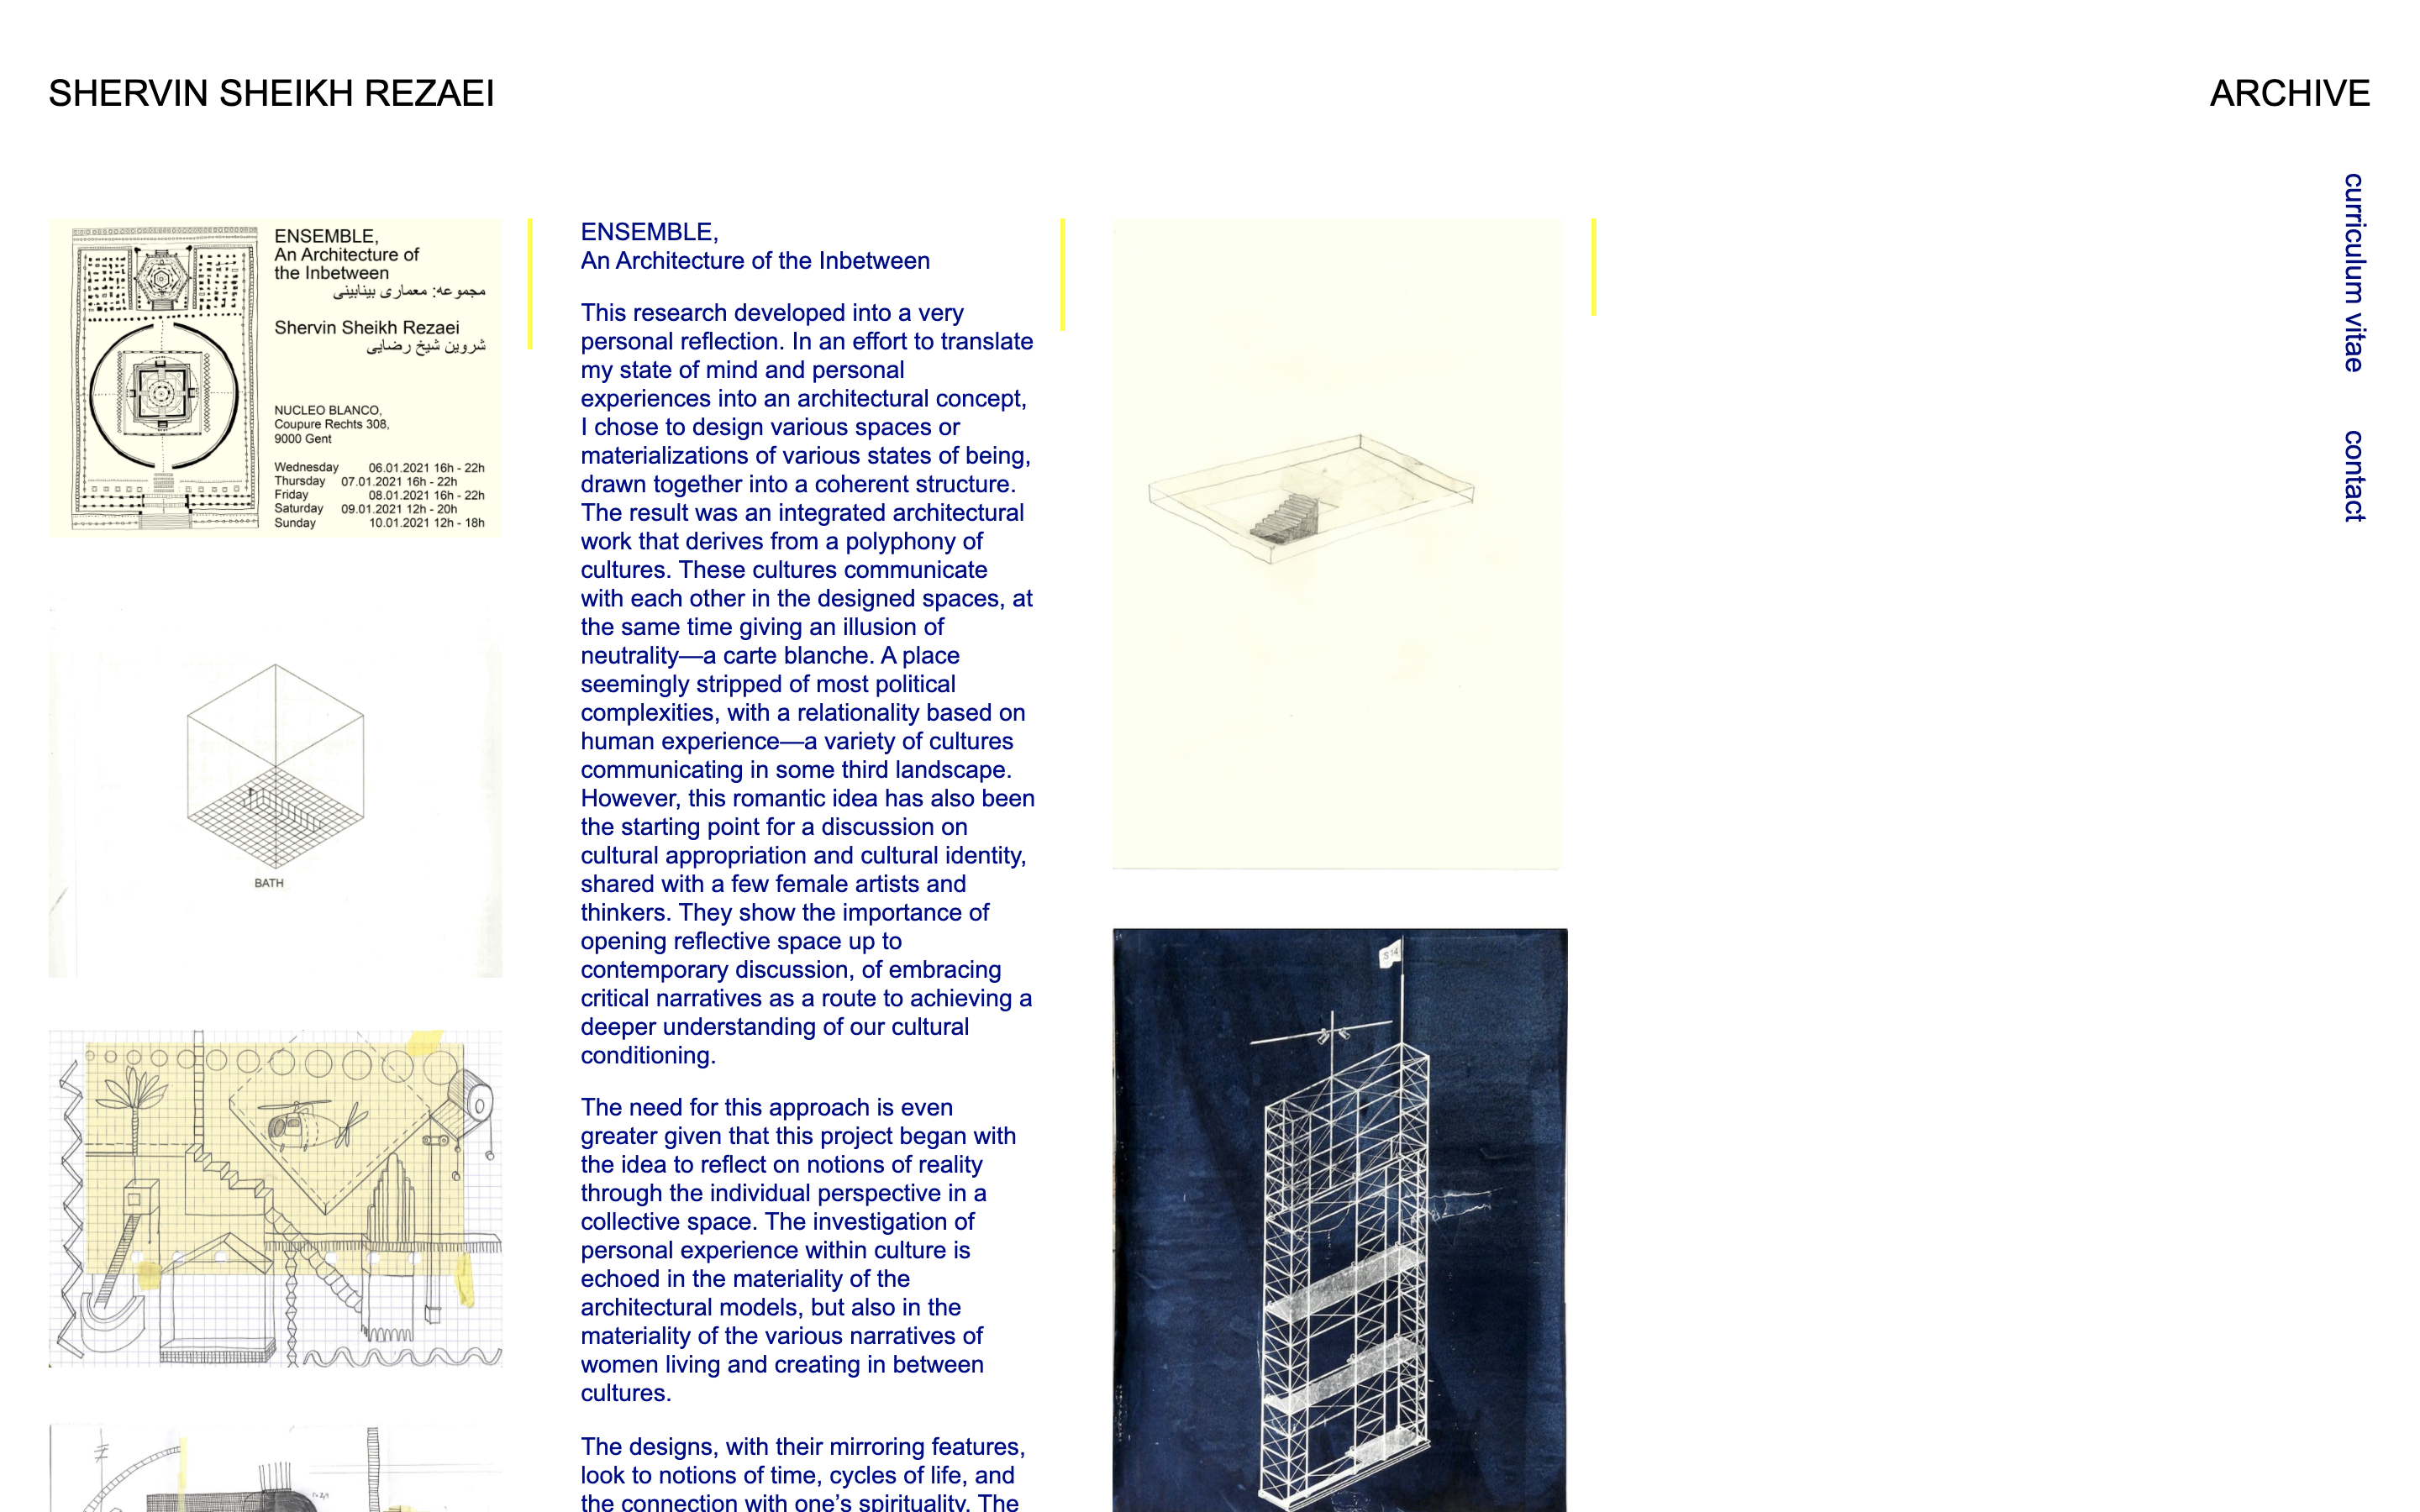 SHERVIN SHEIKH REZAEI
ARCHIVE
curriculum vitae
contact
ENSEMBLE,
An Architecture of
the Inbetween
مجموعه: معماری بینابینی
Shervin Sheikh Rezaei
شروین شیخ رضایی
NUCLEO BLANCO,
Coupure Rechts 308,
9000 Gent
Wednesday 06.01.2021 16h - 22h
Thursday 07.01.2021 16h - 22h
Friday 08.01.2021 16h - 22h
Saturday 09.01.2021 12h - 20h
Sunday 10.01.2021 12h - 18h
BATH
ENSEMBLE,
An Architecture of the Inbetween
This research developed into a very
personal reflection. In an effort to translate
my state of mind and personal
experiences into an architectural concept,
I chose to design various spaces or
materializations of various states of being,
drawn together into a coherent structure.
The result was an integrated architectural
work that derives from a polyphony of
cultures. These cultures communicate
with each other in the designed spaces, at
the same time giving an illusion of
neutrality—a carte blanche. A place
seemingly stripped of most political
complexities, with a relationality based on
human experience—a variety of cultures
communicating in some third landscape.
However, this romantic idea has also been
the starting point for a discussion on
cultural appropriation and cultural identity,
shared with a few female artists and
thinkers. They show the importance of
opening reflective space up to
contemporary discussion, of embracing
critical narratives as a route to achieving a
deeper understanding of our cultural
conditioning.
The need for this approach is even
greater given that this project began with
the idea to reflect on notions of reality
through the individual perspective in a
collective space. The investigation of
personal experience within culture is
echoed in the materiality of the
architectural models, but also in the
materiality of the various narratives of
women living and creating in between
cultures.
The designs, with their mirroring features,
look to notions of time, cycles of life, and
the connection with one's spirituality. The
S14